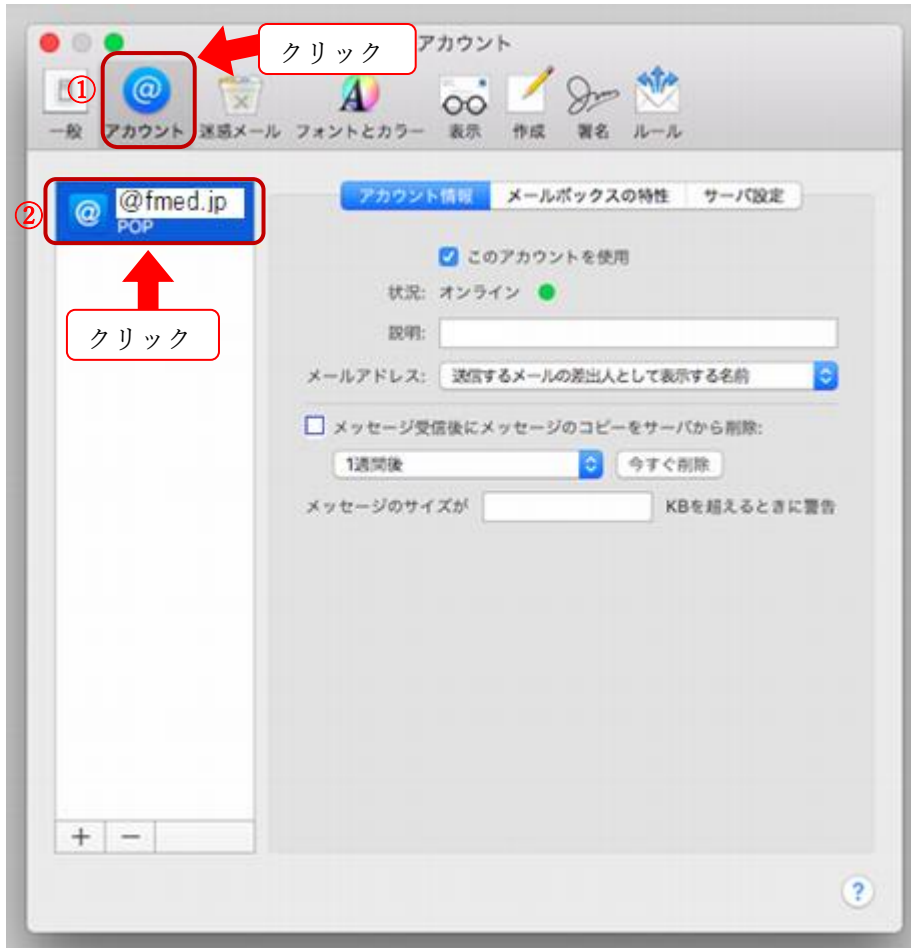 アカウント
クリック
①
一般 アカウント 迷惑メール フォントとカラー 表示 作成 署名 ルール
②
@fmed.jp
POP
クリック
アカウント情報 メールボックスの特性 サーバ設定
このアカウントを使用
状況: オンライン
説明:
メールアドレス: 送信するメールの差出人として表示する名前
メッセージ受信後にメッセージのコピーをサーバから削除:
1週間後 今すぐ削除
メッセージのサイズが KBを超えるときに警告
+ −
?